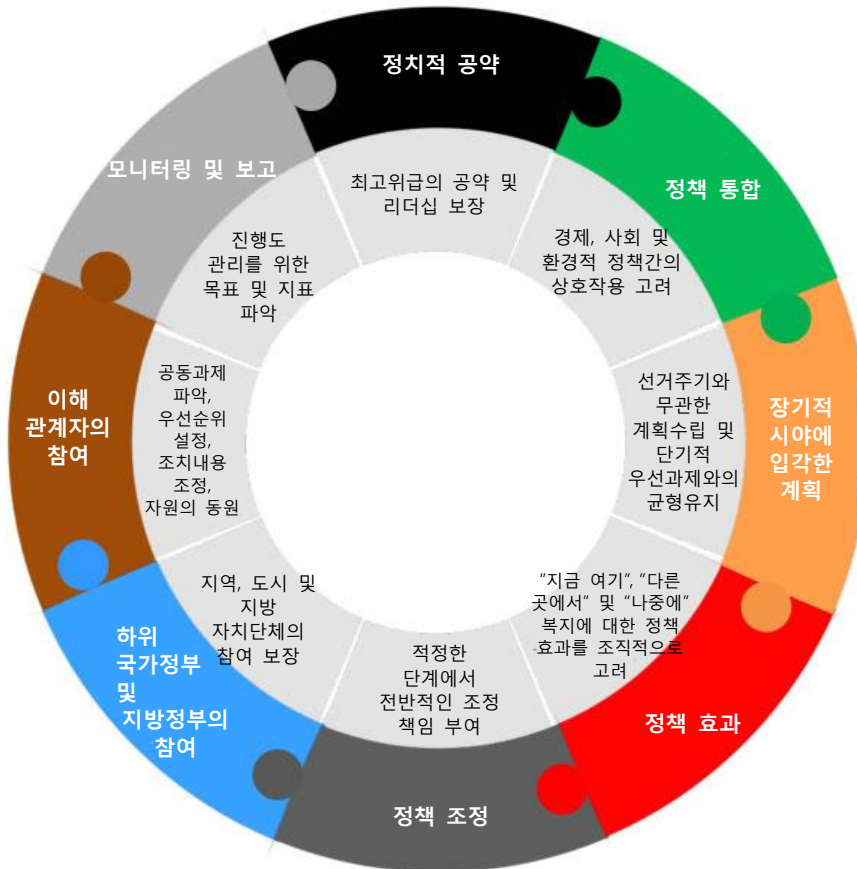 정치적 공약
최고위급의 공약 및
리더십 보장
정책 통합
경제, 사회 및
환경적 정책간의
상호작용 고려
장기적
시야에
입각한
계획
선거주기와
무관한
계획수립 및
단기적
우선과제와의
균형유지
정책 효과
"지금 여기", "다른
곳에서" 및 "나중에"
복지에 대한 정책
효과를 조직적으로
고려
정책 조정
적정한
단계에서
전반적인 조정
책임 부여
하위
국가정부
및
지방정부의
참여
지역, 도시 및
지방
자치단체의
참여 보장
이해
관계자의
참여
공동과제
파악,
우선순위
설정,
조치내용
조정,
자원의 동원
모니터링 및 보고
진행도
관리를 위한
목표 및 지표
파악